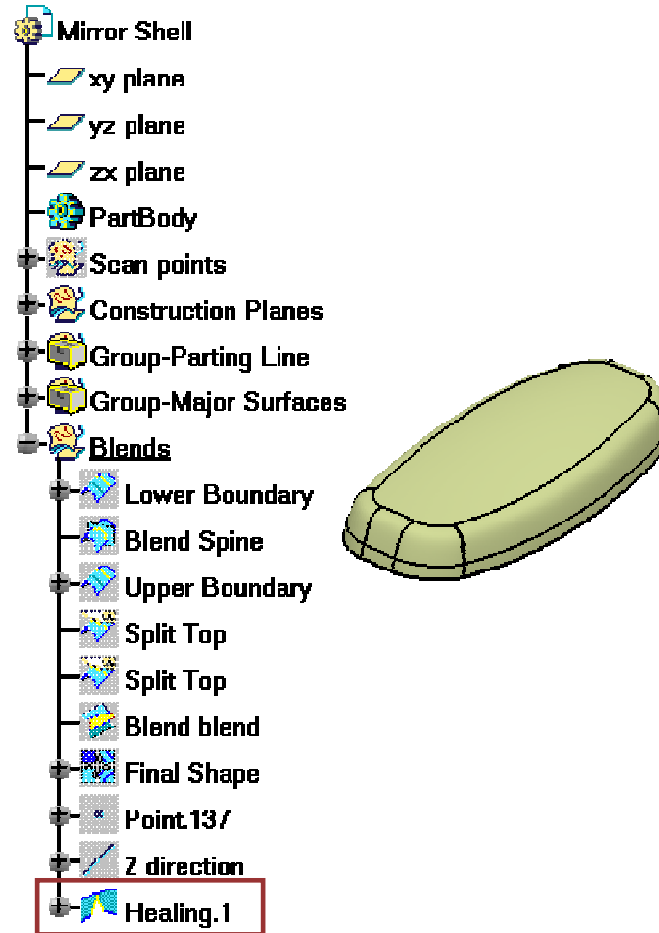 Mirror Shell
xy plane
yz plane
zx plane
PartBody
Scan points
Construction Planes
Group-Parting Line
Group-Major Surfaces
Blends
Lower Boundary
Blend Spine
Upper Boundary
Split Top
Split Top
Blend blend
Final Shape
Point.137
Z direction
Healing.1